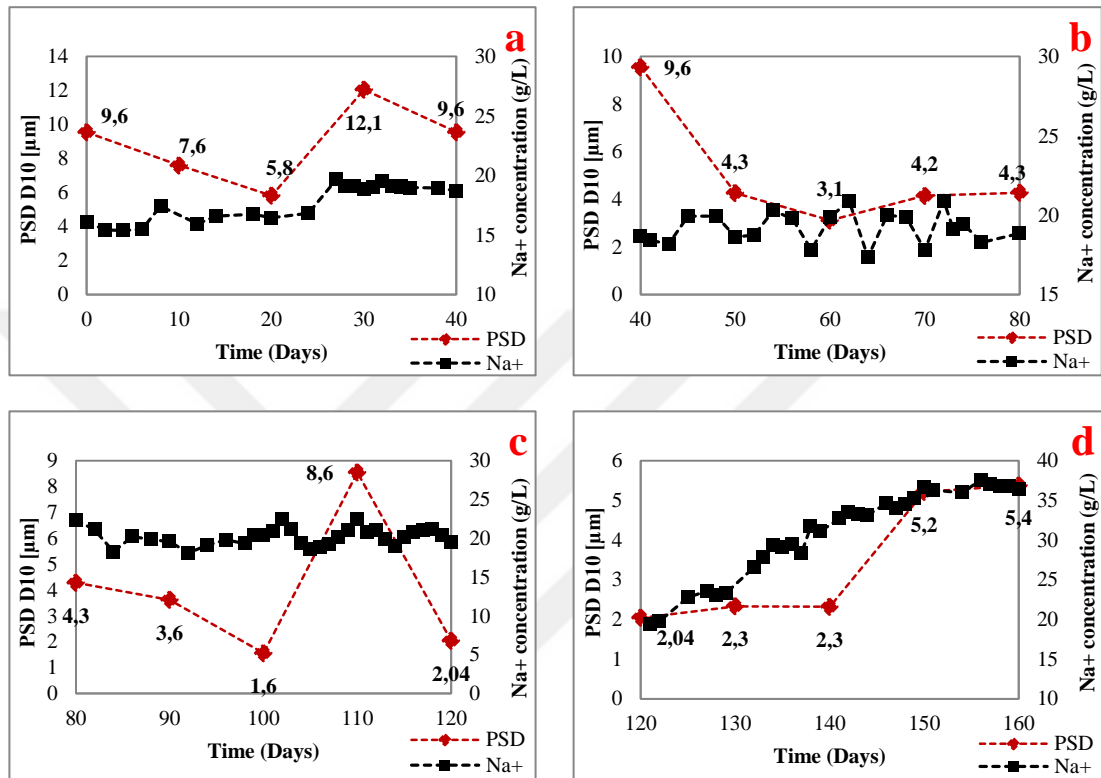 a
PSD D10 [µm]
14
12
10
8
6
4
2
0
9,6
7,6
5,8
12,1
9,6
30
25
20
15
10
Na+ concentration (g/L)
0 10 20 30 40
Time (Days)
PSD
Na+
b
PSD D10 [µm]
10
8
6
4
2
0
9,6
4,3
3,1
4,2
4,3
30
25
20
15
Na+ concentration (g/L)
40 50 60 70 80
Time (Days)
PSD
Na+
c
PSD D10 [µm]
9
8
7
6
5
4
3
2
1
0
4,3
3,6
1,6
8,6
2,04
30
25
20
15
10
5
0
Na+ concentration (g/L)
80 90 100 110 120
Time (Days)
PSD
Na+
d
PSD D10 [µm]
6
5
4
3
2
1
0
2,04
2,3
2,3
5,2
5,4
40
35
30
25
20
15
10
Na+ concentration (g/L)
120 130 140 150 160
Time (Days)
PSD
Na+